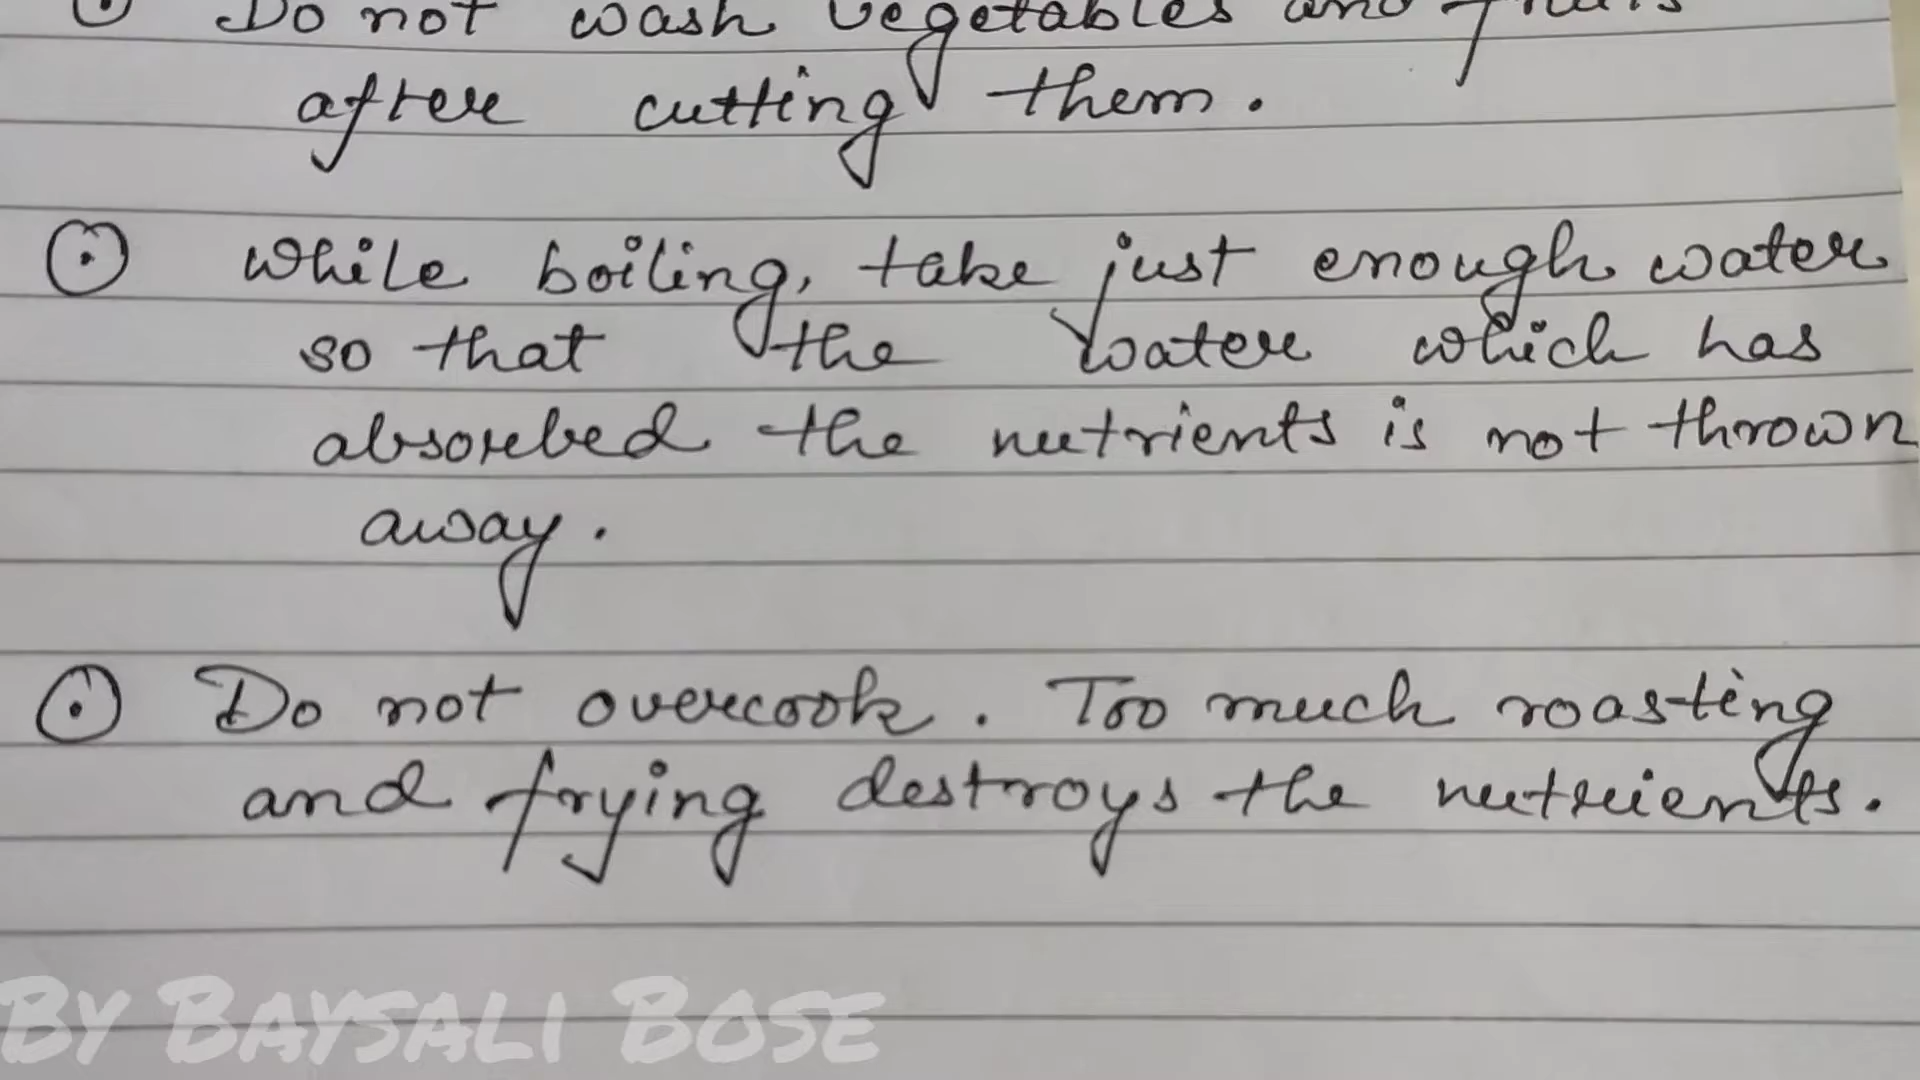 Do not wash vegetables and fruits
after cutting them.
While boiling, take just enough water
so that the water which has
absorbed the nutrients is not thrown
away.
Do not overcook. Too much roasting
and frying destroys the nutrients.
By Baysali Bose